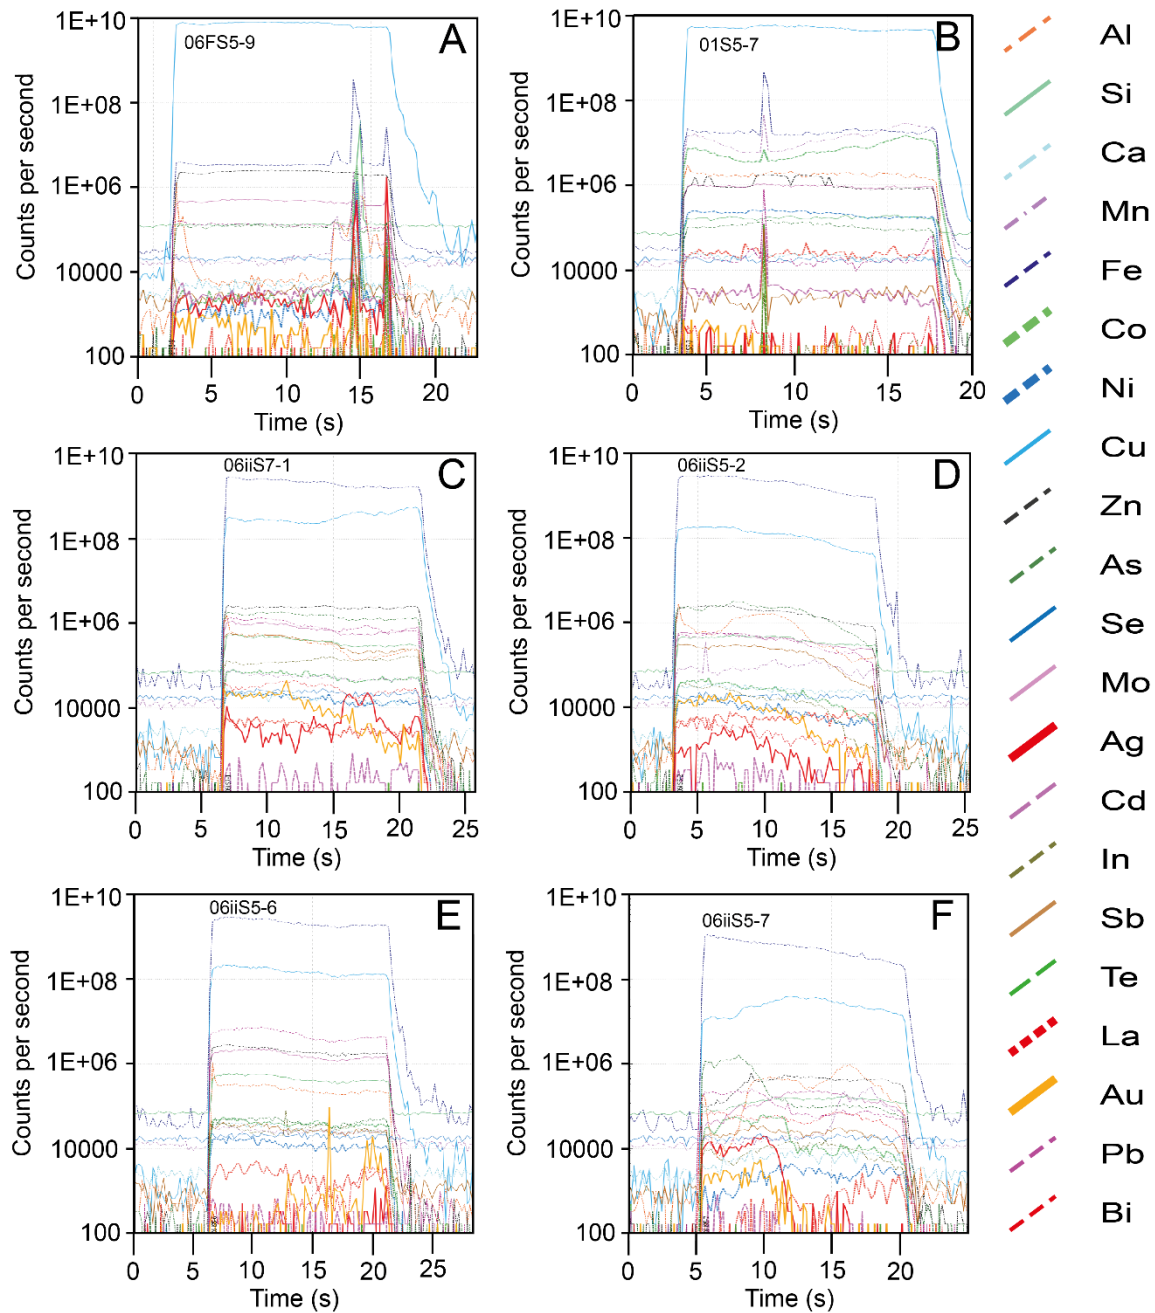 A
06FS5-9
1E+10
1E+08
1E+06
10000
100
Counts per second
0 5 10 15 20
Time (s)
B
01S5-7
1E+10
1E+08
1E+06
10000
100
Counts per second
0 5 10 15 20
Time (s)
C
06iiS7-1
1E+10
1E+08
1E+06
10000
100
Counts per second
0 5 10 15 20 25
Time (s)
D
06iiS5-2
1E+10
1E+08
1E+06
10000
100
Counts per second
0 5 10 15 20 25
Time (s)
E
06iiS5-6
1E+10
1E+08
1E+06
10000
100
Counts per second
0 5 10 15 20 25
Time (s)
F
06iiS5-7
1E+10
1E+08
1E+06
10000
100
Counts per second
0 5 10 15 20
Time (s)
Al
Si
Ca
Mn
Fe
Co
Ni
Cu
Zn
As
Se
Mo
Ag
Cd
In
Sb
Te
La
Au
Pb
Bi